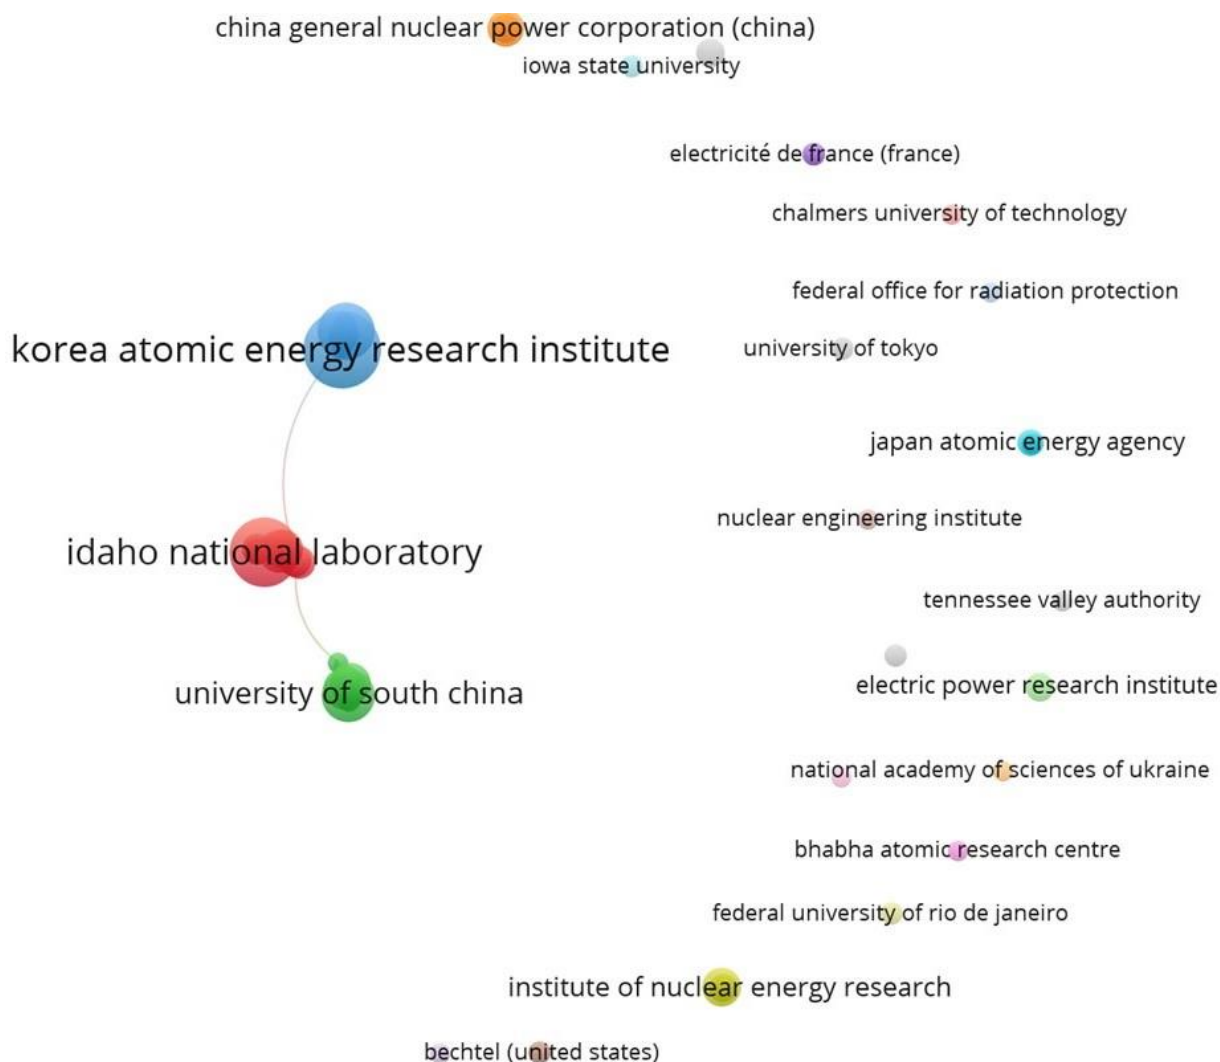 china general nuclear power corporation (china)
iowa state university
electricité de france (france)
chalmers university of technology
federal office for radiation protection
university of tokyo
korea atomic energy research institute
japan atomic energy agency
nuclear engineering institute
idaho national laboratory
tennessee valley authority
electric power research institute
university of south china
national academy of sciences of ukraine
bhabha atomic research centre
federal university of rio de janeiro
institute of nuclear energy research
bechtel (united states)